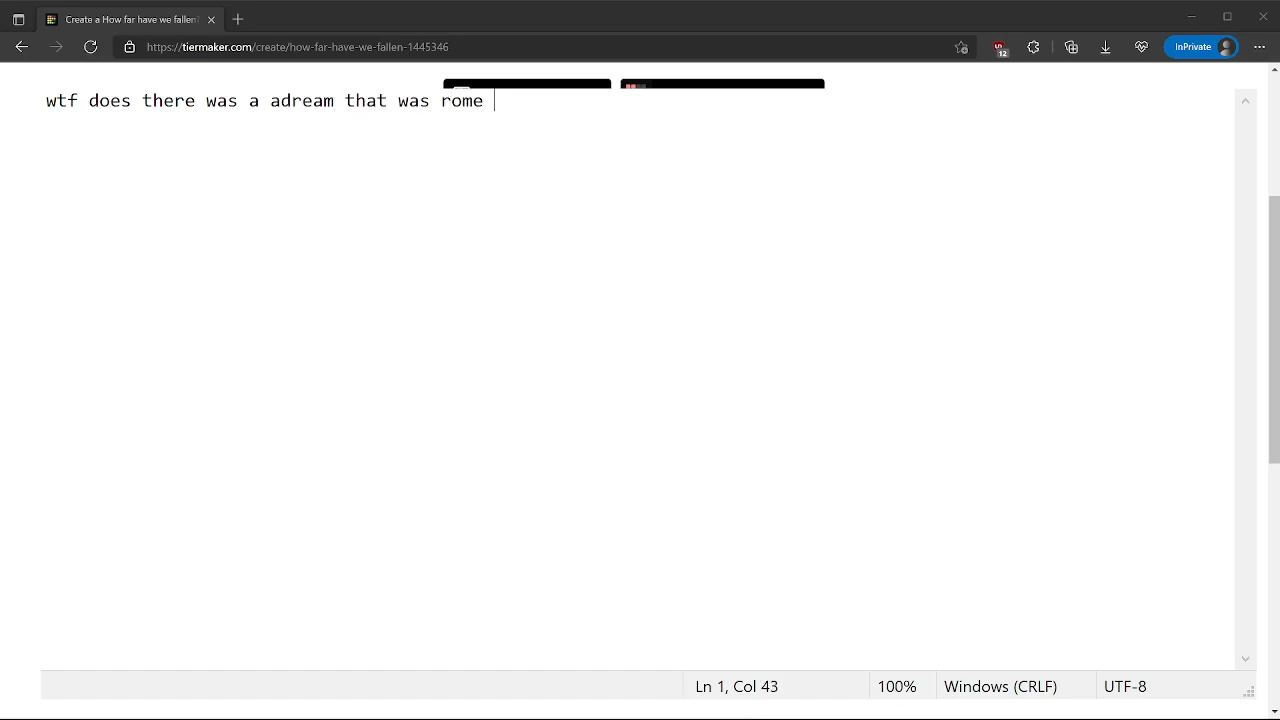 Create a How far have we fallen?
https://tiermaker.com/create/how-far-have-we-fallen-1445346
12
InPrivate
wtf does there was a adream that was rome
Ln 1, Col 43
100%
Windows (CRLF)
UTF-8